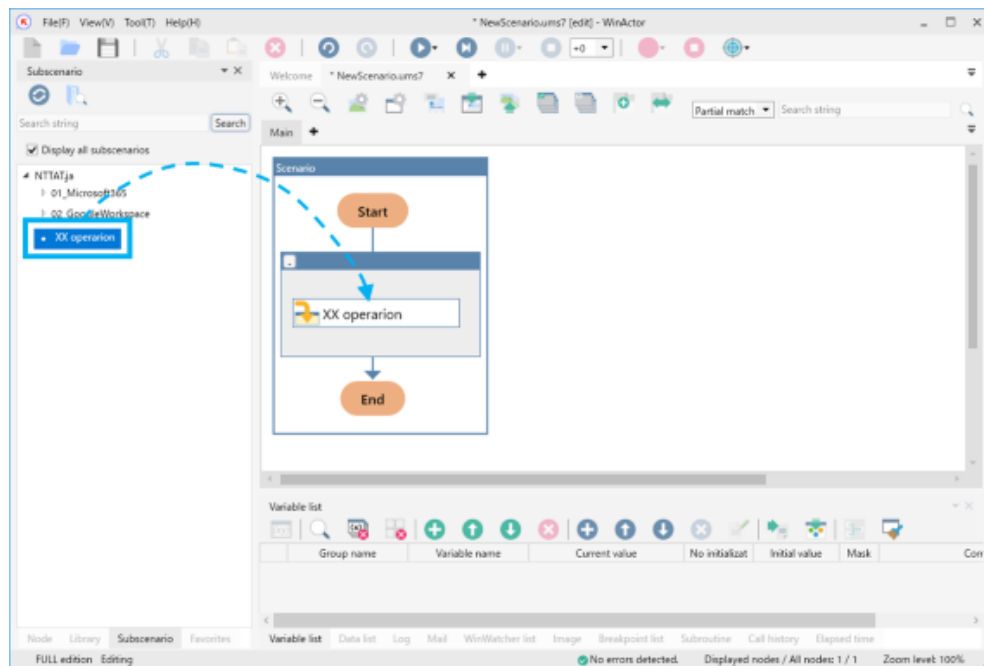 File(F) View(V) Tool(T) Help(H)
* NewScenario.ums7 [edit] - WinActor
+0
Subscenario
Welcome * NewScenario.ums7
Search string
Search
Partial match
Search string
Main
Display all subscenarios
NTTAT.ja
01_Microsoft365
02_GoogleWorkspace
XX operarion
Scenario
Start
XX operarion
End
Variable list
Group name Variable name Current value No initializat Initial value Mask Com
Node Library Subscenario Favorites
Variable list Data list Log Mail WinWatcher list Image Breakpoint list Subroutine Call history Elapsed time
FULL edition Editing
No errors detected. Displayed nodes / All nodes: 1 / 1 Zoom level: 100%